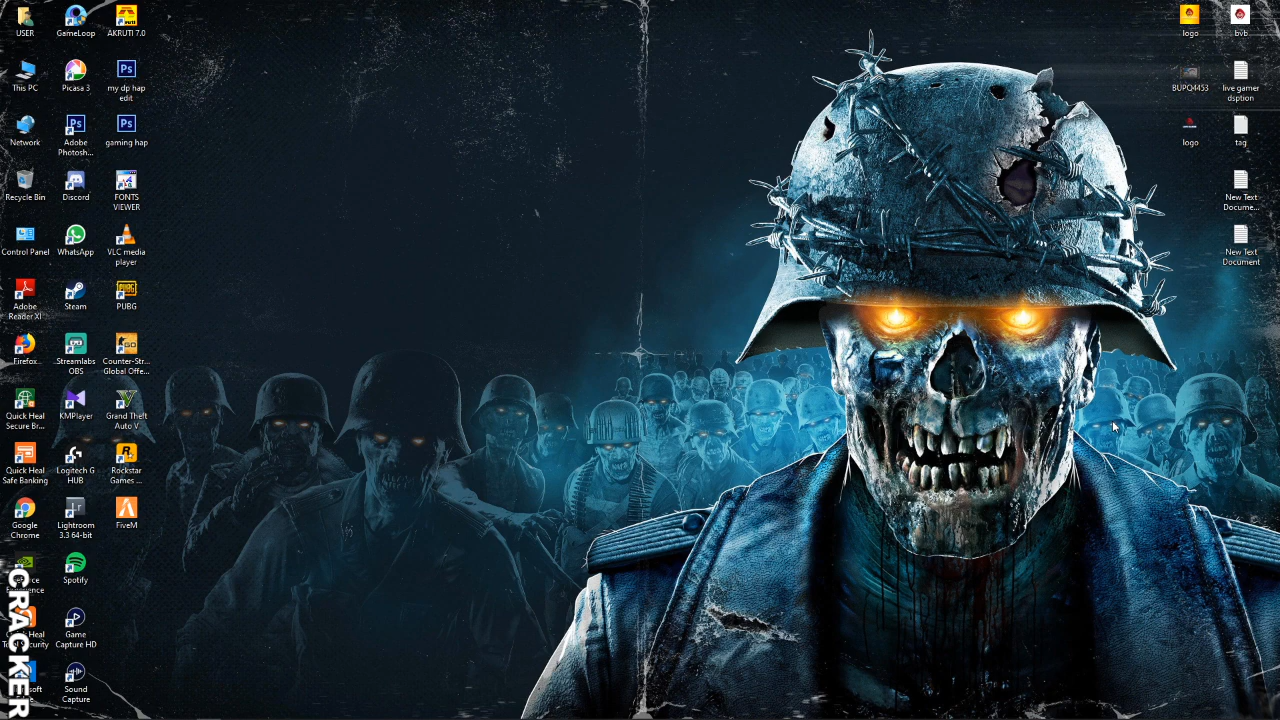 USER
GameLoop
AKRUTI 7.0
This PC
Picasa 3
my dp hap
edit
Network
Adobe
Photosh...
gaming hap
Recycle Bin
Discord
FONTS
VIEWER
Control Panel
WhatsApp
VLC media
player
Adobe
Reader XI
Steam
PUBG
Firefox
Streamlabs
OBS
Counter-Str...
Global Offe...
Quick Heal
Secure Br...
KMPlayer
Grand Theft
Auto V
Quick Heal
Safe Banking
Logitech G
HUB
Rockstar
Games ...
Google
Chrome
Lightroom
3.3 64-bit
FiveM
Spotify
Game
Capture HD
Sound
Capture
CRACKER
logo
bvb
BUPQ4453
live gamer
dsption
logo
tag
New Text
Docume...
New Text
Document